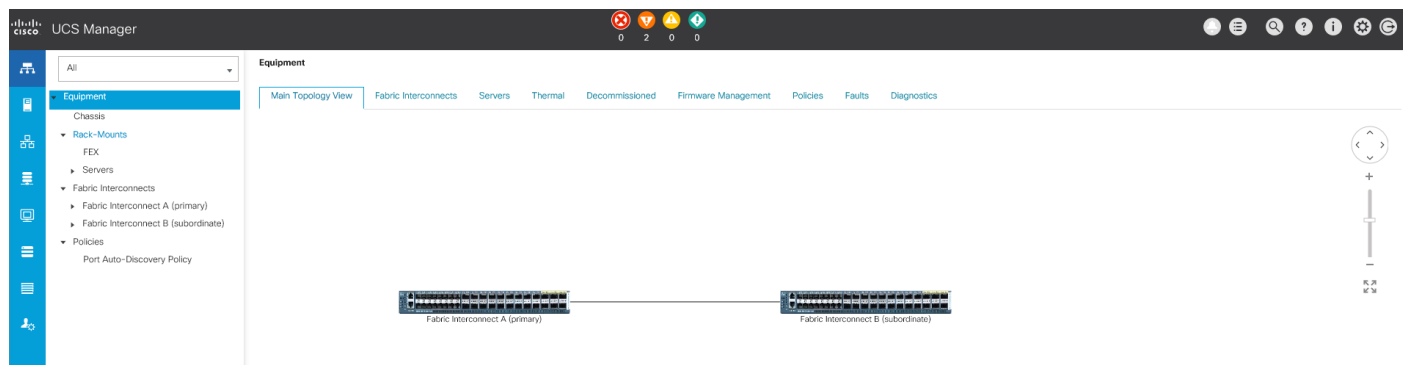 cisco UCS Manager
0 2 0 0
All
Equipment
Chassis
Rack-Mounts
FEX
Servers
Fabric Interconnects
Fabric Interconnect A (primary)
Fabric Interconnect B (subordinate)
Policies
Port Auto-Discovery Policy
Equipment
Main Topology View Fabric Interconnects Servers Thermal Decommissioned Firmware Management Policies Faults Diagnostics
Fabric Interconnect A (primary)
Fabric Interconnect B (subordinate)